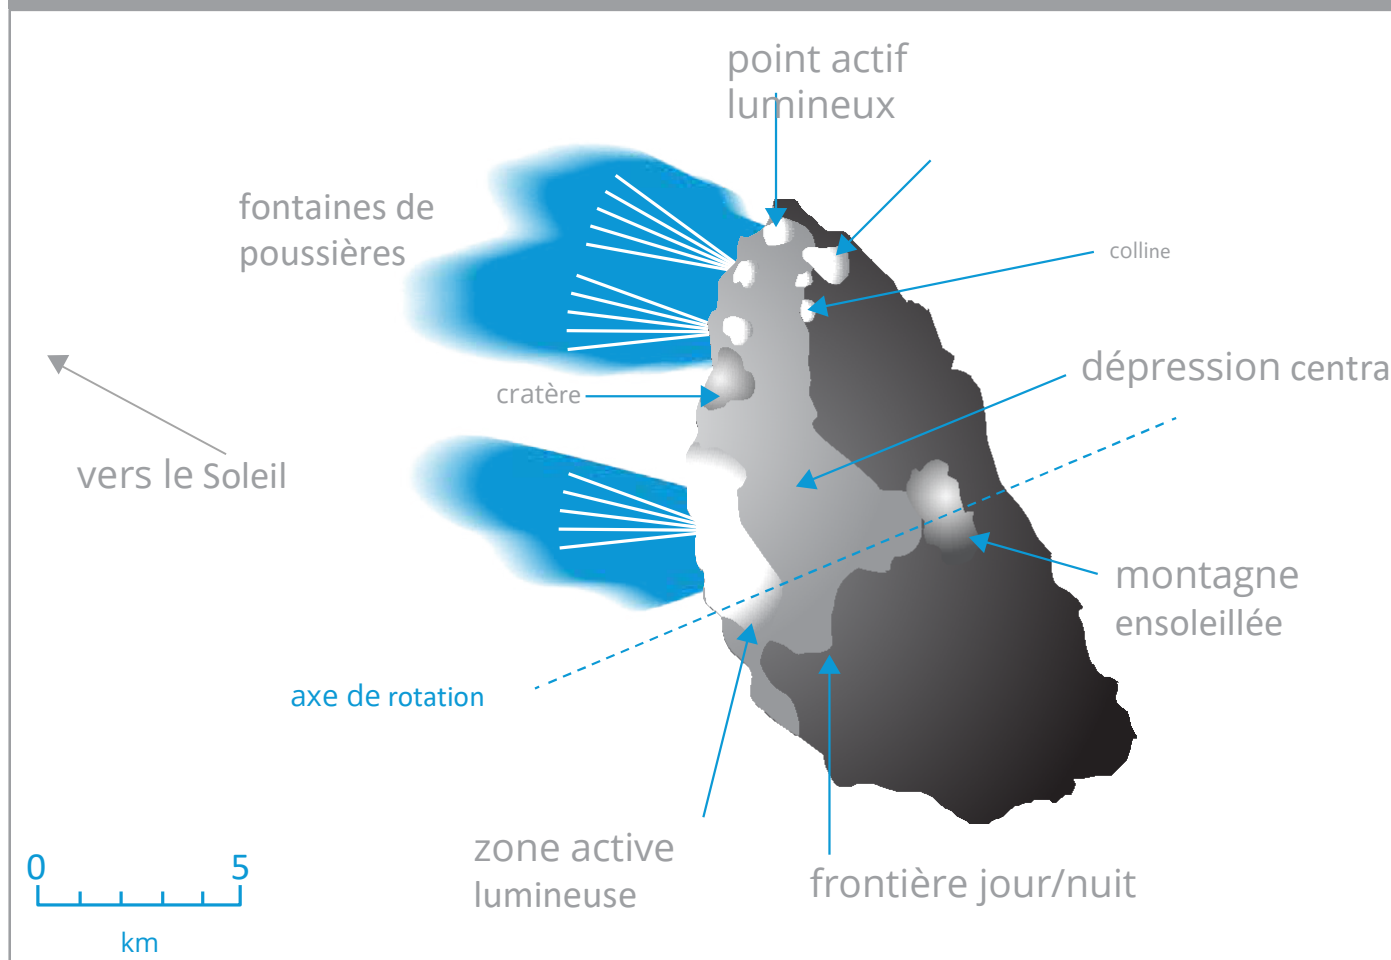 point actif
lumineux
fontaines de
poussières
colline
dépression centra
cratère
vers le Soleil
montagne
ensoleillée
axe de rotation
zone active
lumineuse
frontière jour/nuit
0 5
km